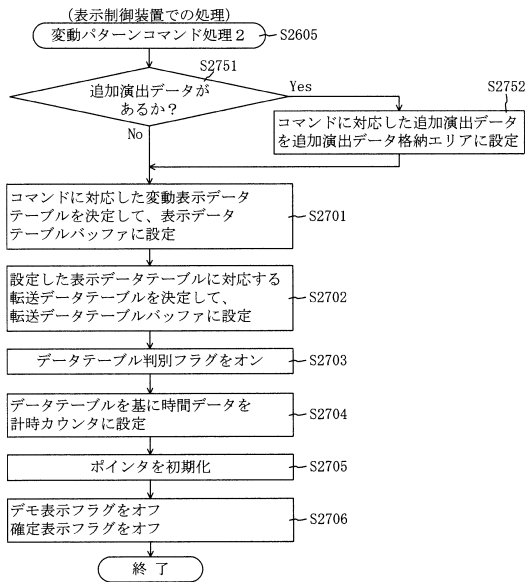 (表示制御装置での処理)
変動パターンコマンド処理2
S2605
S2751
追加演出データが
あるか?
Yes
S2752
コマンドに対応した追加演出データ
を追加演出データ格納エリアに設定
No
コマンドに対応した変動表示データ
テーブルを決定して、表示データ
テーブルバッファに設定
S2701
設定した表示データテーブルに対応する
転送データテーブルを決定して、
転送データテーブルバッファに設定
S2702
データテーブル判別フラグをオン
S2703
データテーブルを基に時間データを
計時カウンタに設定
S2704
ポインタを初期化
S2705
デモ表示フラグをオフ
確定表示フラグをオフ
S2706
終了